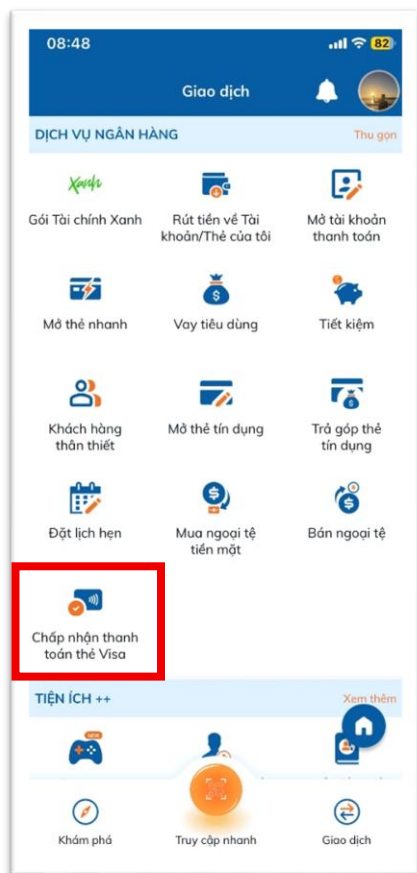 08:48
82
Giao dịch
DỊCH VỤ NGÂN HÀNG
Thu gọn
Xanh
Gói Tài chính Xanh
Rút tiền về Tài
khoản/Thẻ của tôi
Mở tài khoản
thanh toán
Mở thẻ nhanh
Vay tiêu dùng
Tiết kiệm
Khách hàng
thân thiết
Mở thẻ tín dụng
Trả góp thẻ
tín dụng
Đặt lịch hẹn
Mua ngoại tệ
tiền mặt
Bán ngoại tệ
Chấp nhận thanh
toán thẻ Visa
TIỆN ÍCH ++
Xem thêm
NEW
Khám phá
Truy cập nhanh
Giao dịch